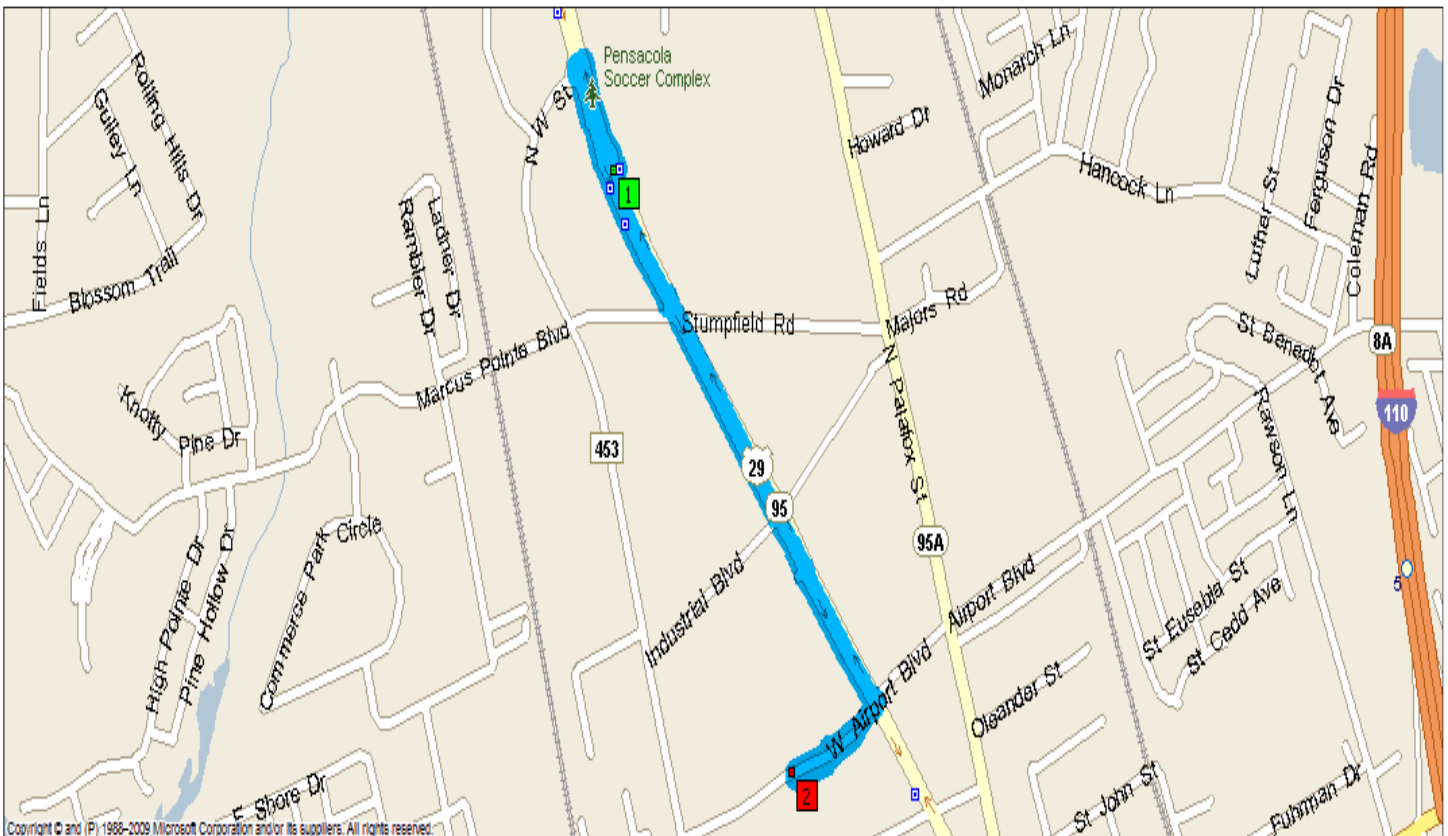 Pensacola
Soccer Complex
Monarch Ln
Rolling Hills Dr
Gulley Ln
N W St
Howard Dr
Ferguson Dr
Hancock Ln
Luther St
Coleman Rd
1
Fields Ln
Rambler Dr
Ladner Dr
Blossom Trail
Majors Rd
Stumpfield Rd
St Benedict Ave
8A
Marcus Pointe Blvd
N Palafox St
Knotty Pine Dr
Rawson Ln
110
453
29
95
95A
Commerce Park Circle
High Pointe Dr
Pine Hollow Dr
Industrial Blvd
Airport Blvd
St Eusebia St
St Cedd Ave
5
W Airport Blvd
Oleander St
2
E Shore Dr
St John St
Fuhrman Dr
Copyright © and (P) 1988–2009 Microsoft Corporation and/or its suppliers. All rights reserved.